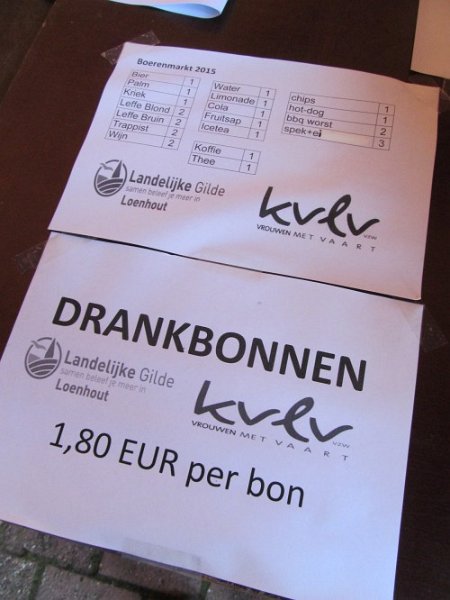 Boerenmarkt 2015
Bier 1
Palm 1
Kriek 1
Leffe Blond 2
Leffe Bruin 2
Trappist 2
Wijn 2
Water 1
Limonade 1
Cola 1
Fruitsap 1
Icetea 1
Koffie 1
Thee 1
chips 1
hot-dog 1
bbq worst 2
spek+ei 3
Landelijke Gilde
samen beleef je meer in
Loenhout
kvlv vzw
VROUWEN MET VAART
DRANKBONNEN
Landelijke Gilde
samen beleef je meer in
Loenhout
kvlv vzw
VROUWEN MET VAART
1,80 EUR per bon